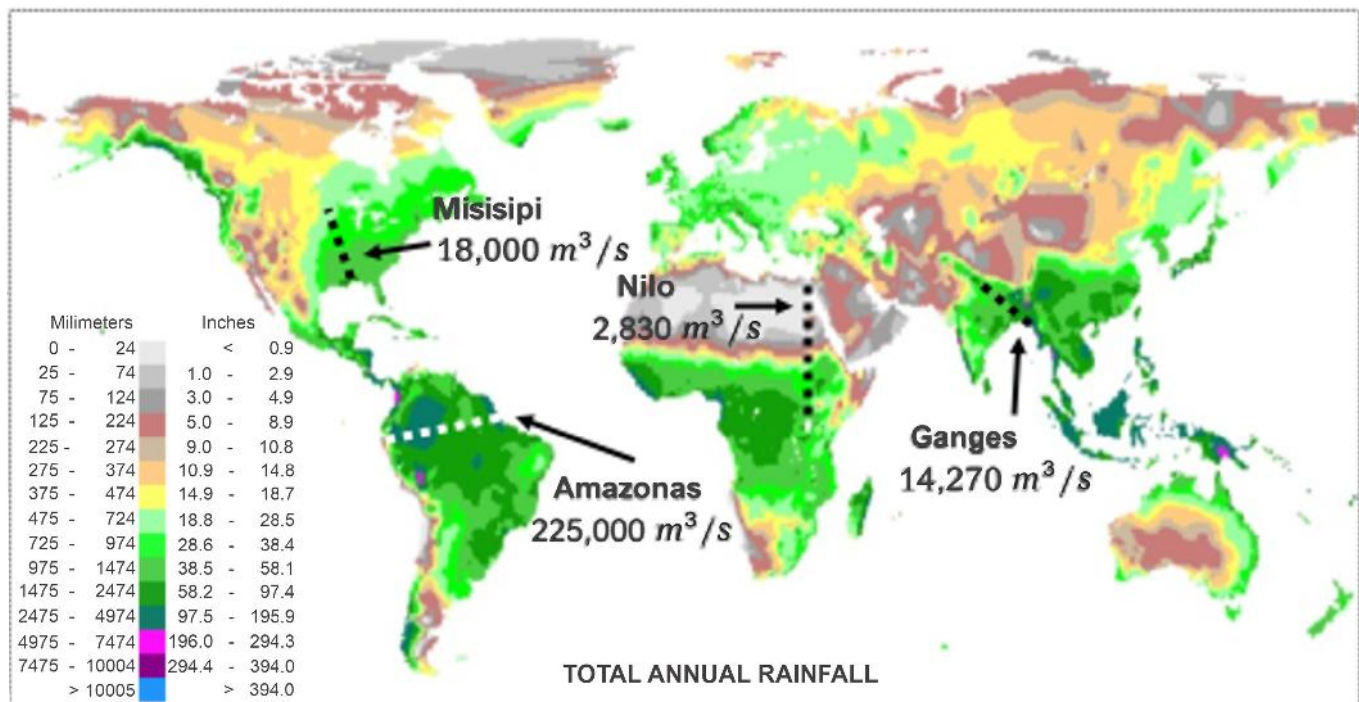 Misisipi
18,000 m³/s
Nilo
2,830 m³/s
Ganges
14,270 m³/s
Amazonas
225,000 m³/s
Milimeters Inches
0 - 24 < 0.9
25 - 74 1.0 - 2.9
75 - 124 3.0 - 4.9
125 - 224 5.0 - 8.9
225 - 274 9.0 - 10.8
275 - 374 10.9 - 14.8
375 - 474 14.9 - 18.7
475 - 724 18.8 - 28.5
725 - 974 28.6 - 38.4
975 - 1474 38.5 - 58.1
1475 - 2474 58.2 - 97.4
2475 - 4974 97.5 - 195.9
4975 - 7474 196.0 - 294.3
7475 - 10004 294.4 - 394.0
> 10005 > 394.0
TOTAL ANNUAL RAINFALL